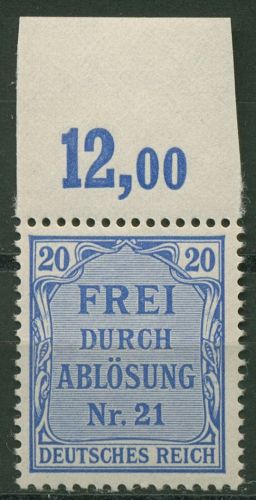 12,00
20 20
FREI
DURCH
ABLÖSUNG
Nr. 21
DEUTSCHES REICH